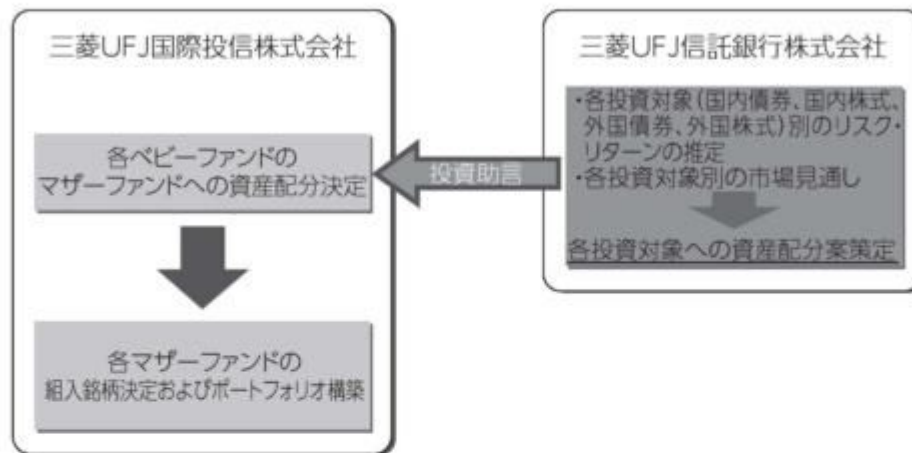 三菱UFJ国際投信株式会社
各ベビーファンドの
マザーファンドへの資産配分決定
各マザーファンドの
組入銘柄決定およびポートフォリオ構築
投資助言
三菱UFJ信託銀行株式会社
・各投資対象(国内債券、国内株式、
外国債券、外国株式)別のリスク・
リターンの推定
・各投資対象別の市場見通し
各投資対象への資産配分案策定